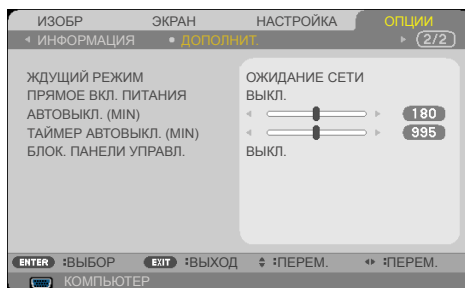 ИЗОБР ЭКРАН НАСТРОЙКА ОПЦИИ
ИНФОРМАЦИЯ • ДОПОЛНИТ. (2/2)
ЖДУЩИЙ РЕЖИМ ОЖИДАНИЕ СЕТИ
ПРЯМОЕ ВКЛ. ПИТАНИЯ ВЫКЛ.
АВТОВЫКЛ. (MIN) 180
ТАЙМЕР АВТОВЫКЛ. (MIN) 995
БЛОК. ПАНЕЛИ УПРАВЛ. ВЫКЛ.
ENTER :ВЫБОР EXIT :ВЫХОД :ПЕРЕМ. :ПЕРЕМ.
КОМПЬЮТЕР